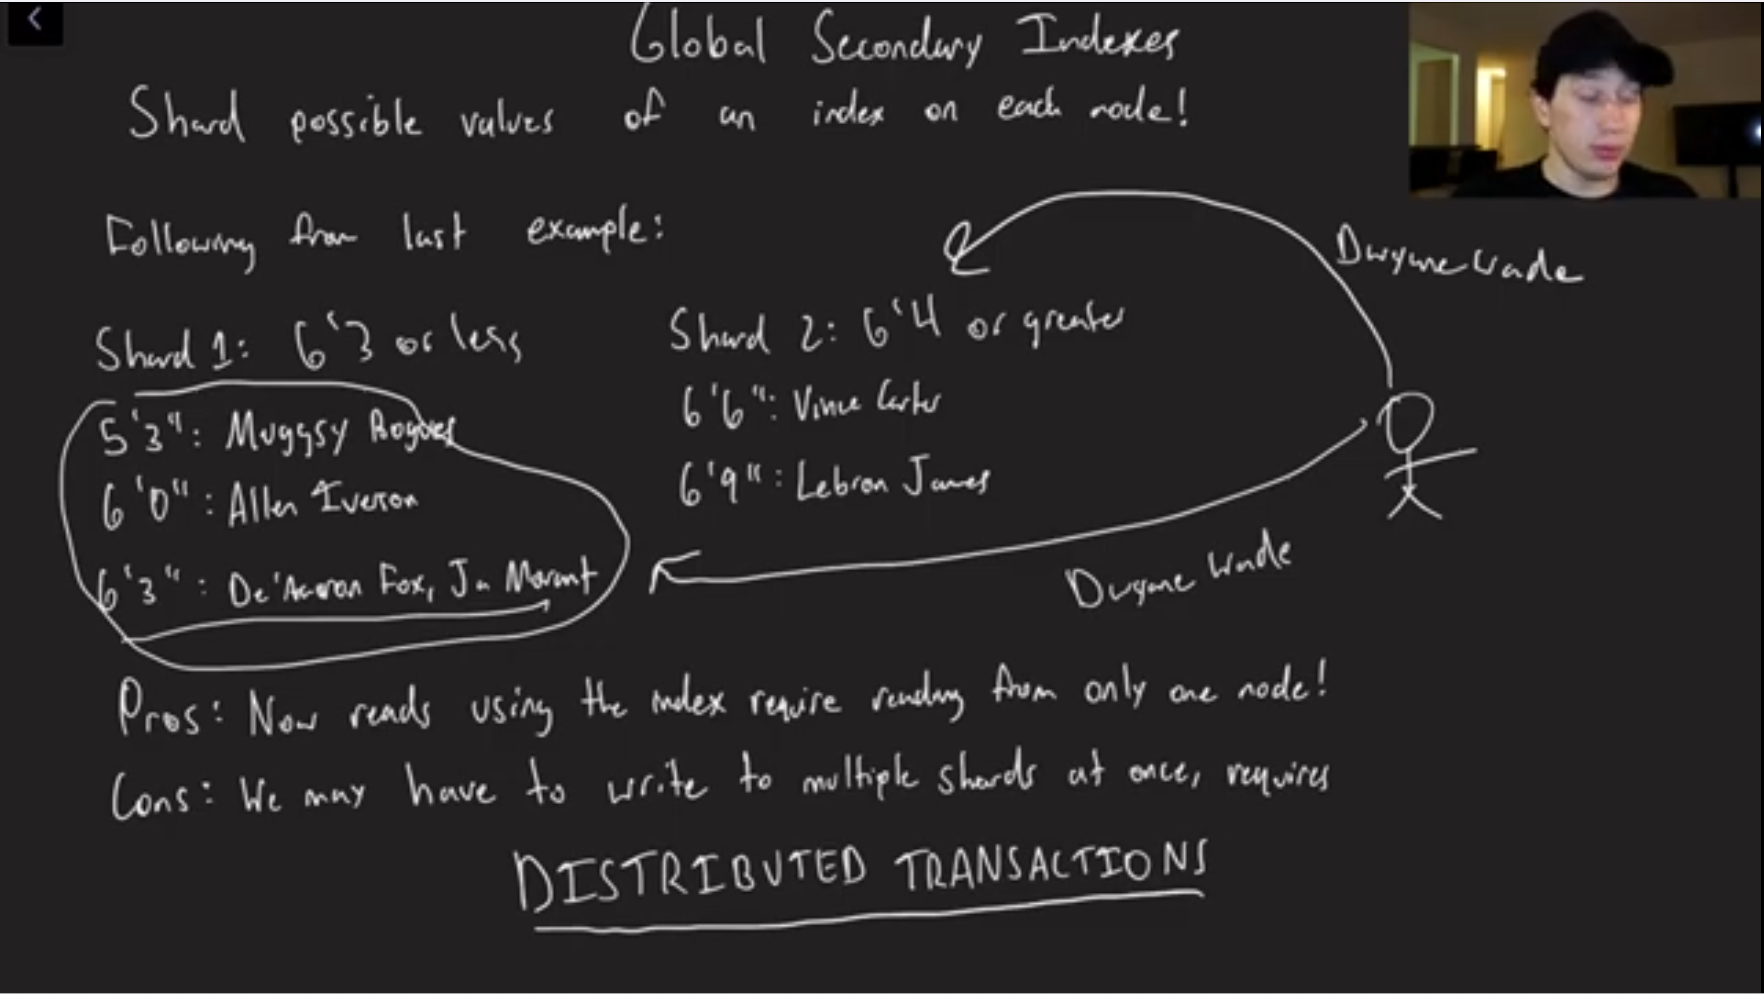 Global Secondary Indexes
Shard possible values of an index on each node!
Following from last example:
Dwyane Wade
Shard 1: 6'3 or less
Shard 2: 6'4 or greater
5'3": Muggsy Bogues
6'6": Vince Carter
6'0": Allen Iverson
6'9": Lebron James
6'3": De'Aaron Fox, Ja Morant
Dwyane Wade
Pros: Now reads using the index require reading from only one node!
Cons: We may have to write to multiple shards at once, requires
DISTRIBUTED TRANSACTIONS